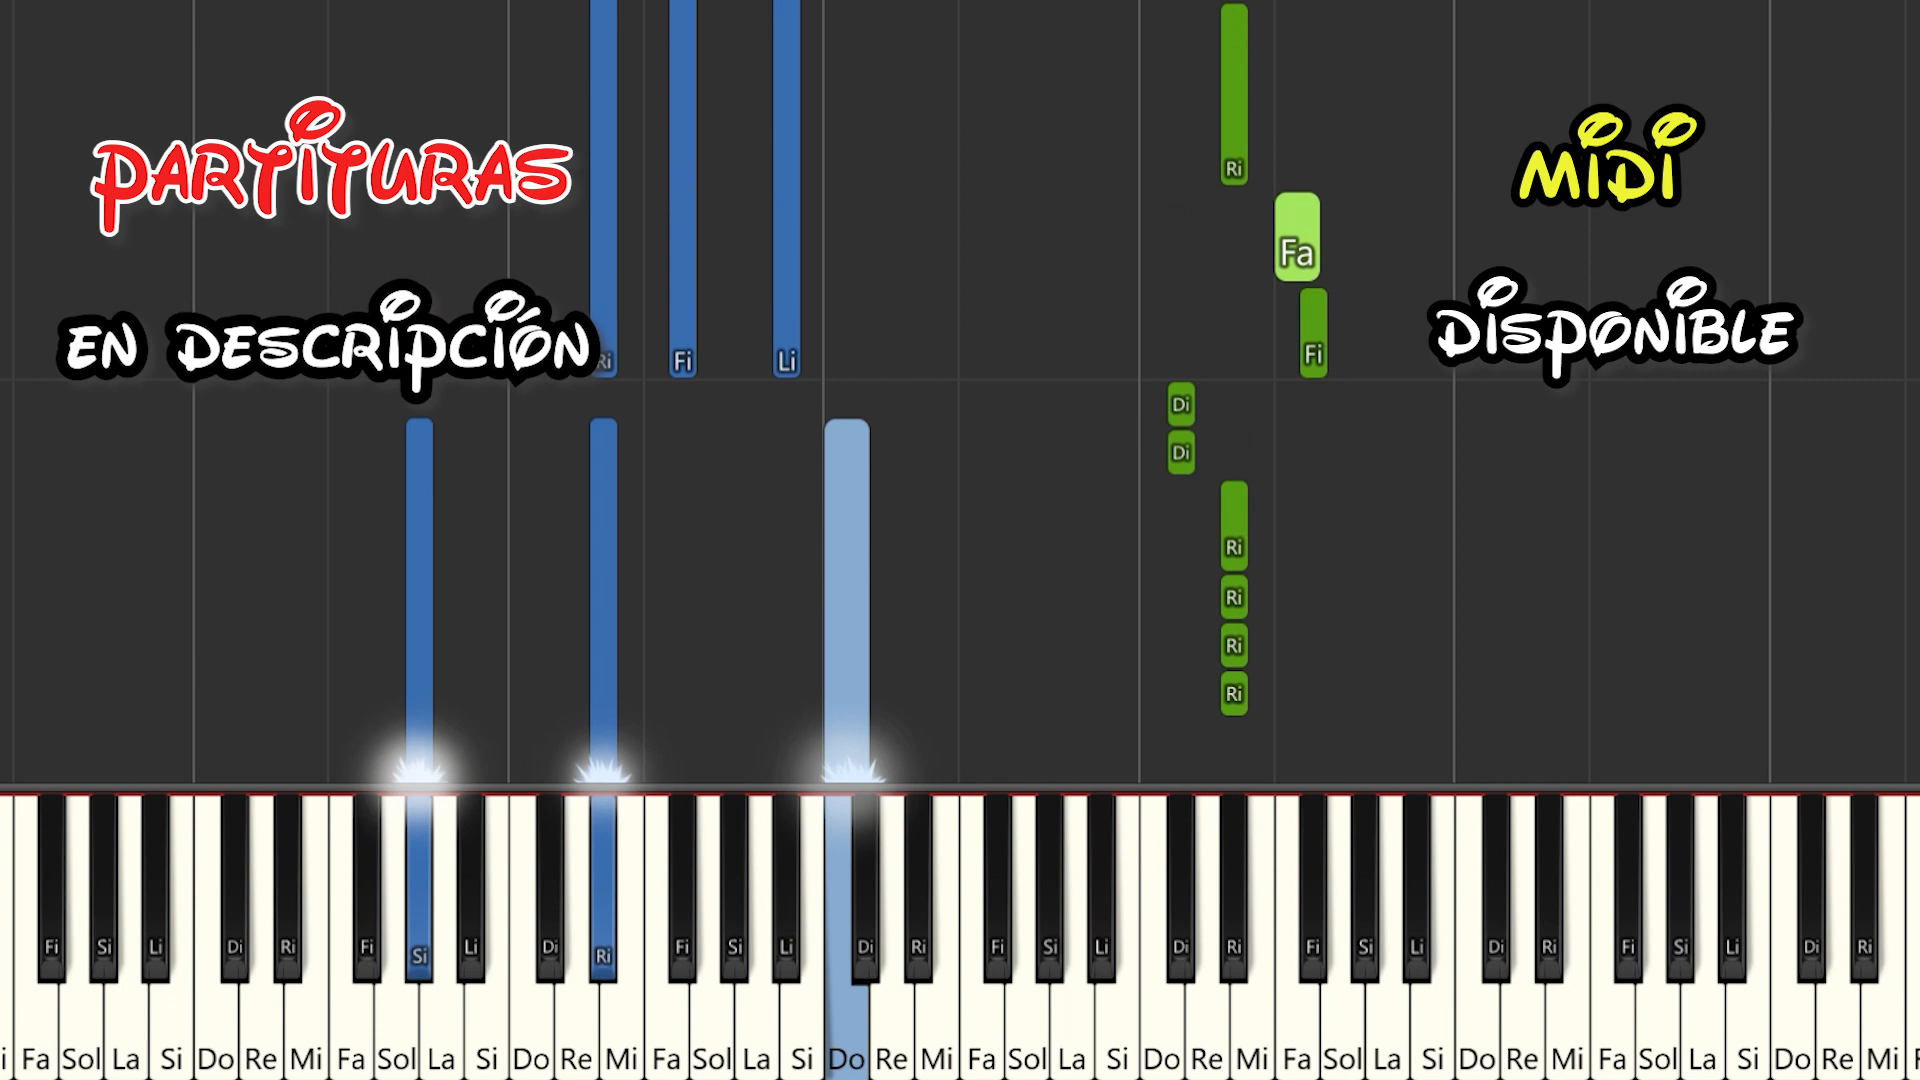 PARTITURAS
EN DESCRIPCIÓN
MIDI
DISPONIBLE
Ri
Fa
Ri Fi Li Fi
Di
Di
Ri
Ri
Ri
Ri
Fi Si Li Di Ri Fi Si Li Di Ri Fi Si Li Di Ri Fi Si Li Di Ri Fi Si Li Di Ri Fi Si Li Di Ri
i Fa Sol La Si Do Re Mi Fa Sol La Si Do Re Mi Fa Sol La Si Do Re Mi Fa Sol La Si Do Re Mi Fa Sol La Si Do Re Mi Fa Sol La Si Do Re Mi F